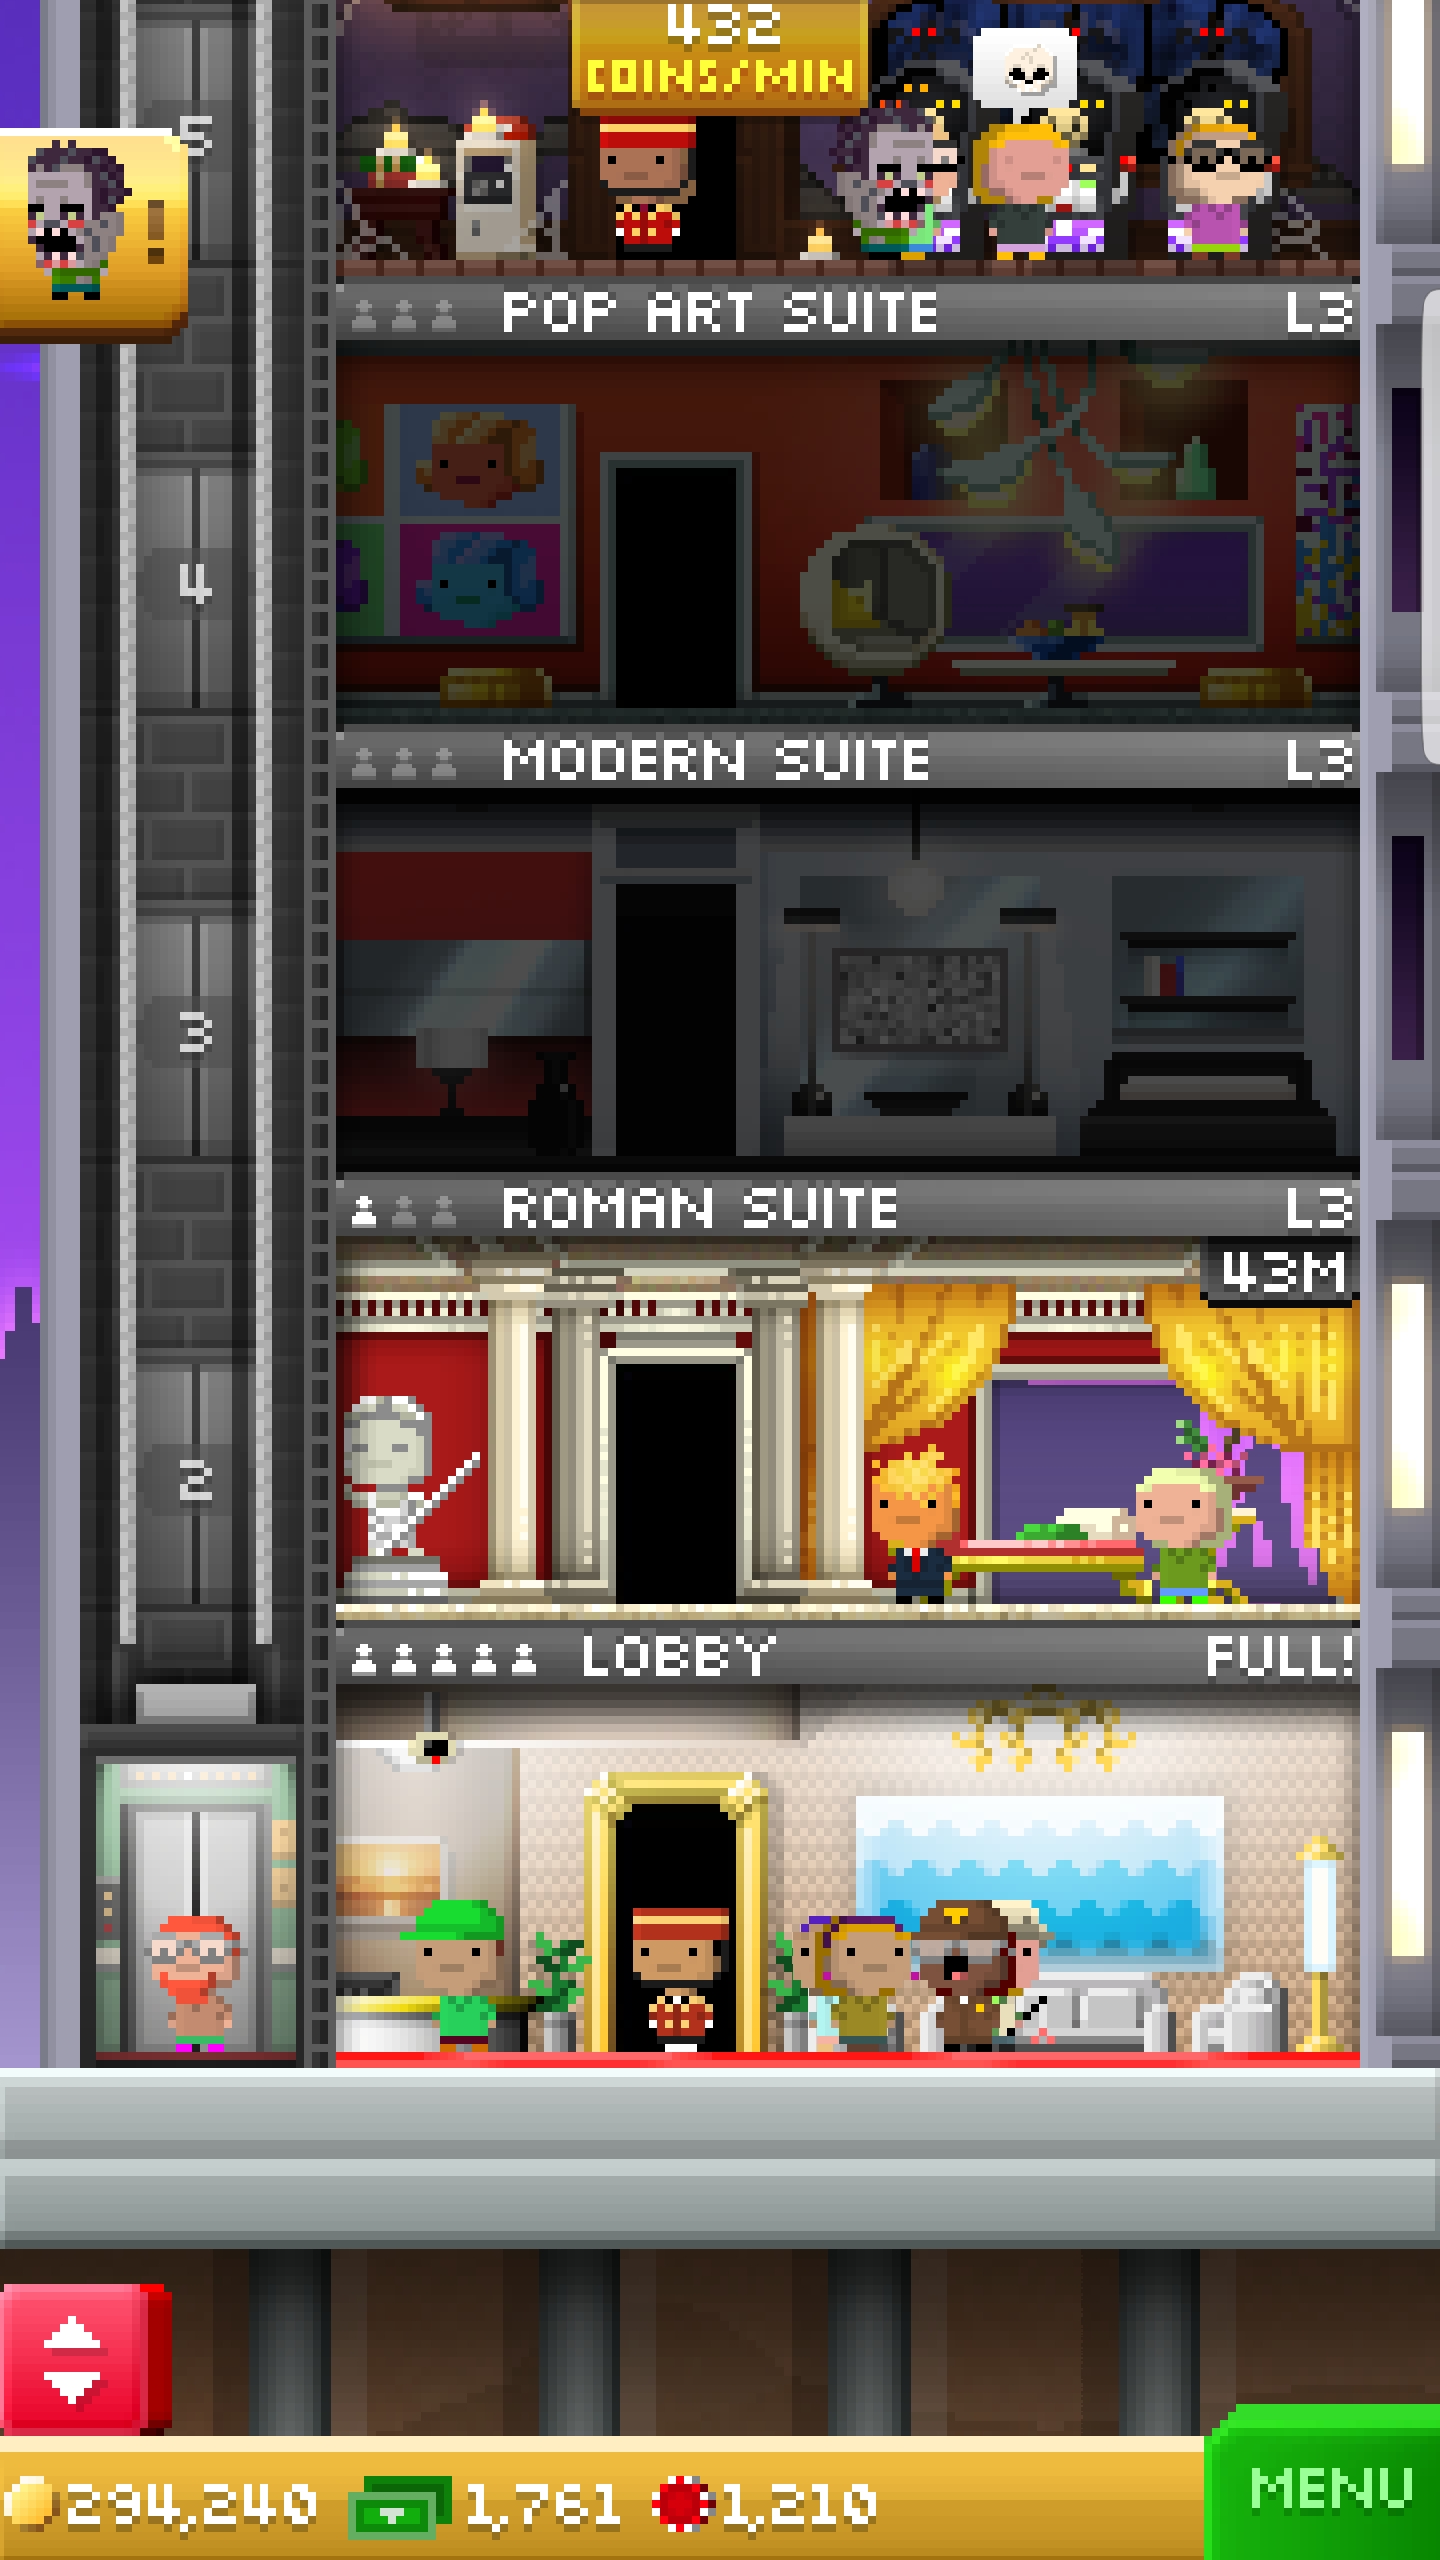 432
COINS/MIN
5
!
POP ART SUITE L3
4
MODERN SUITE L3
3
ROMAN SUITE L3
43M
2
LOBBY FULL!
294,240 1,761 1,210
MENU